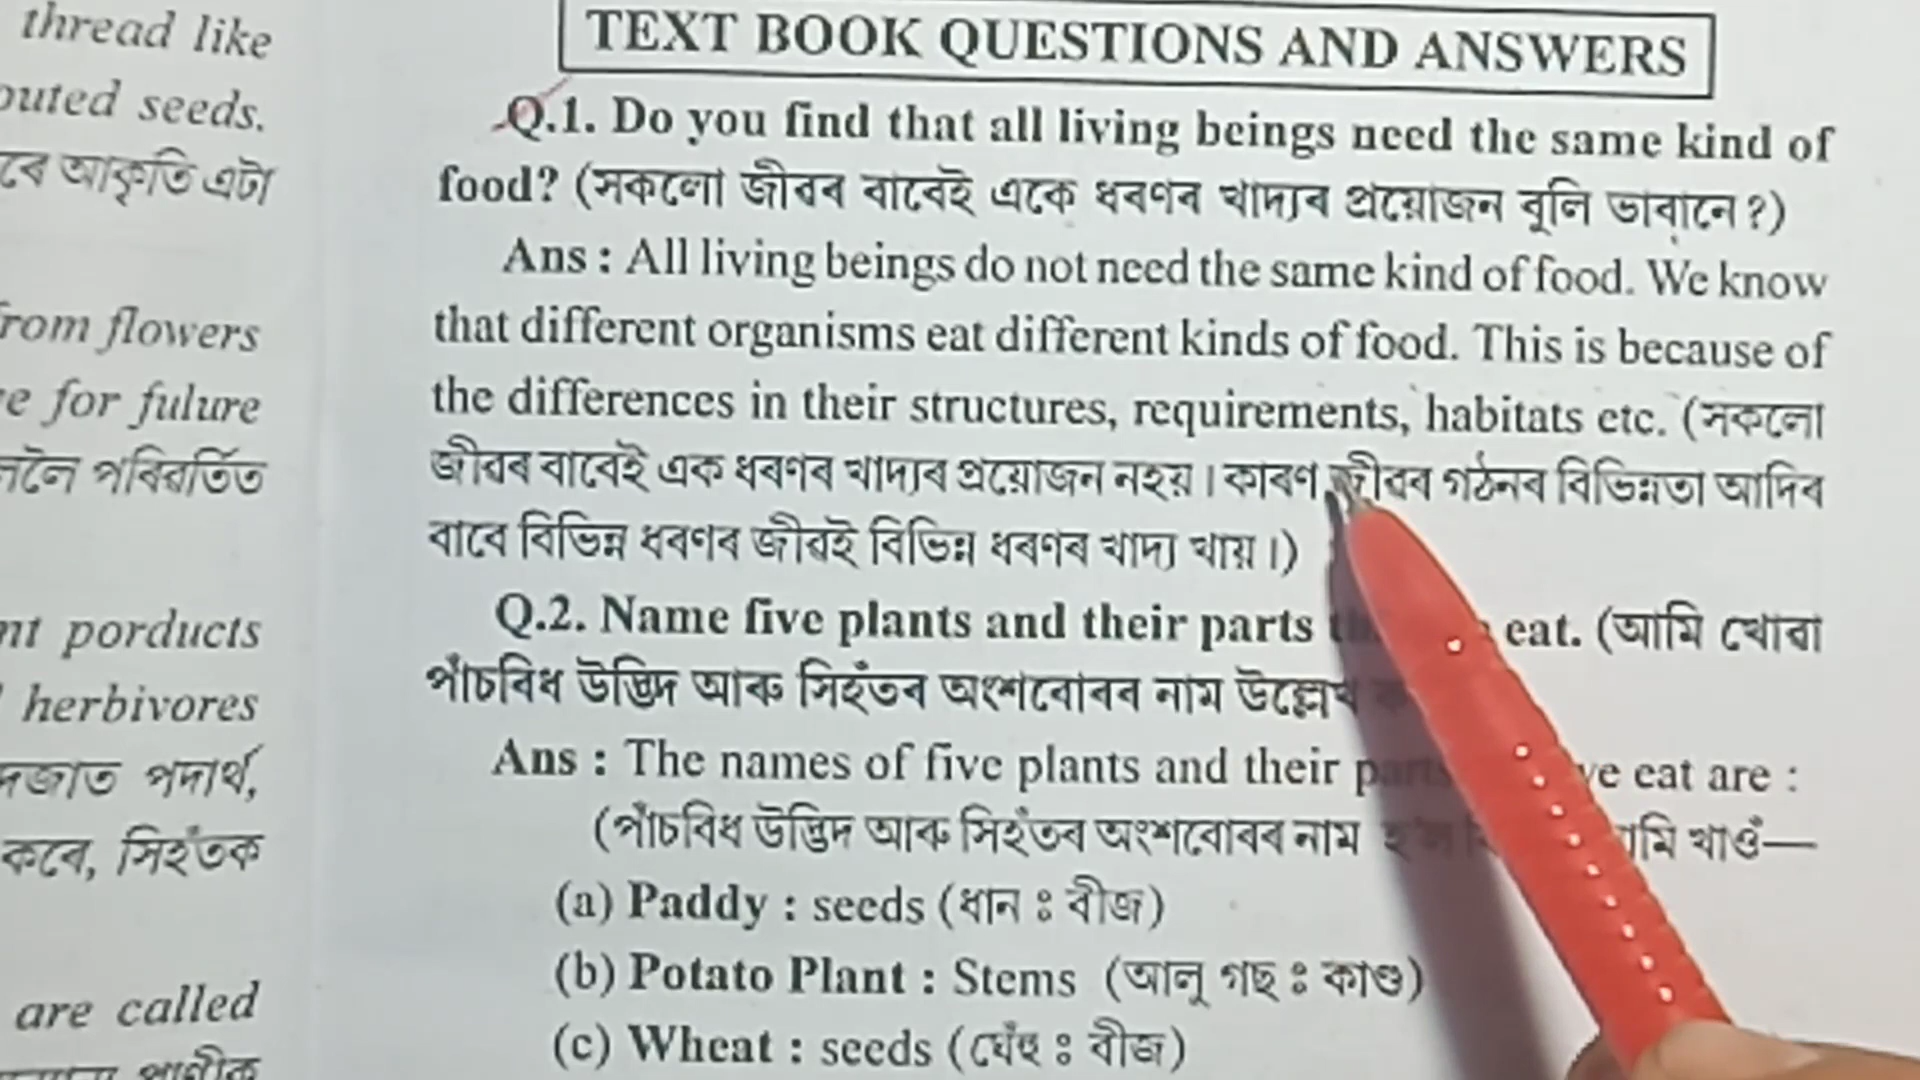 thread like
outed seeds.
ৰে আকৃতি এটা
rom flowers
e for fulure
পৰিৱৰ্তিত
nt porducts
herbivores
পদাৰ্থ,
কৰে, সিহঁতক
are called
TEXT BOOK QUESTIONS AND ANSWERS
Q.1. Do you find that all living beings need the same kind of
food? (সকলো জীৱৰ বাবেই একে ধৰণৰ খাদ্যৰ প্ৰয়োজন বুলি ভাবানে?)
Ans : All living beings do not need the same kind of food. We know
that different organisms eat different kinds of food. This is because of
the differences in their structures, requirements, habitats etc. (সকলো
জীৱৰ বাবেই এক ধৰণৰ খাদ্যৰ প্ৰয়োজন নহয়। কাৰণ জীৱৰ গঠনৰ বিভিন্নতা আদিৰ
বাবে বিভিন্ন ধৰণৰ জীৱই বিভিন্ন ধৰণৰ খাদ্য খায়।)
Q.2. Name five plants and their parts eat. (আমি খোৱা
পাঁচবিধ উদ্ভিদ আৰু সিহঁতৰ অংশবোৰৰ নাম উল্লেখ
Ans : The names of five plants and their parts we eat are :
(পাঁচবিধ উদ্ভিদ আৰু সিহঁতৰ অংশবোৰৰ নাম আমি খাওঁ—
(a) Paddy : seeds (ধান ঃ বীজ)
(b) Potato Plant : Stems (আলু গছ ঃ কাণ্ড)
(c) Wheat : seeds (ঘেঁহু ঃ বীজ)